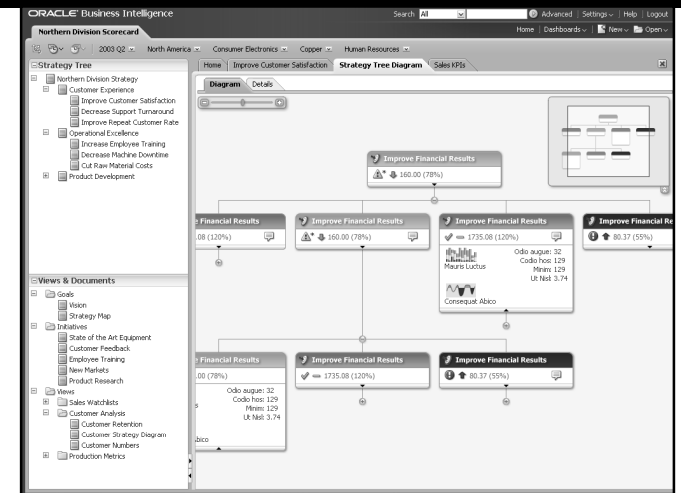 ORACLE Business Intelligence
Search All Advanced Settings Help Logout
Northern Division Scorecard
Home Dashboards New Open
2003 Q2 North America Consumer Electronics Copper Human Resources
Strategy Tree
Northern Division Strategy
Customer Experience
Improve Customer Satisfaction
Decrease Support Turnaround
Improve Repeat Customer Rate
Operational Excellence
Increase Employee Training
Decrease Machine Downtime
Cut Raw Material Costs
Product Development
Views & Documents
Goals
Vision
Strategy Map
Initiatives
State of the Art Equipment
Customer Feedback
Employee Training
New Markets
Product Research
Views
Sales Watchlists
Customer Analysis
Customer Retention
Customer Strategy Diagram
Customer Numbers
Production Metrics
Home Improve Customer Satisfaction Strategy Tree Diagram Sales KPIs
Diagram Details
Improve Financial Results
160.00 (78%)
e Financial Results
.08 (120%)
Improve Financial Results
160.00 (78%)
Improve Financial Results
1735.08 (120%)
Mauris Luctus
Consequat Abico
Odio augue: 32
Codio hos: 129
Minim: 129
Ut Nisl: 3.74
Improve Financial Re
80.37 (55%)
e Financial Results
.00 (78%)
Odio augue: 32
Codio hos: 129
Minim: 129
Ut Nisl: 3.74
s
bico
Improve Financial Results
1735.08 (120%)
Improve Financial Results
80.37 (55%)